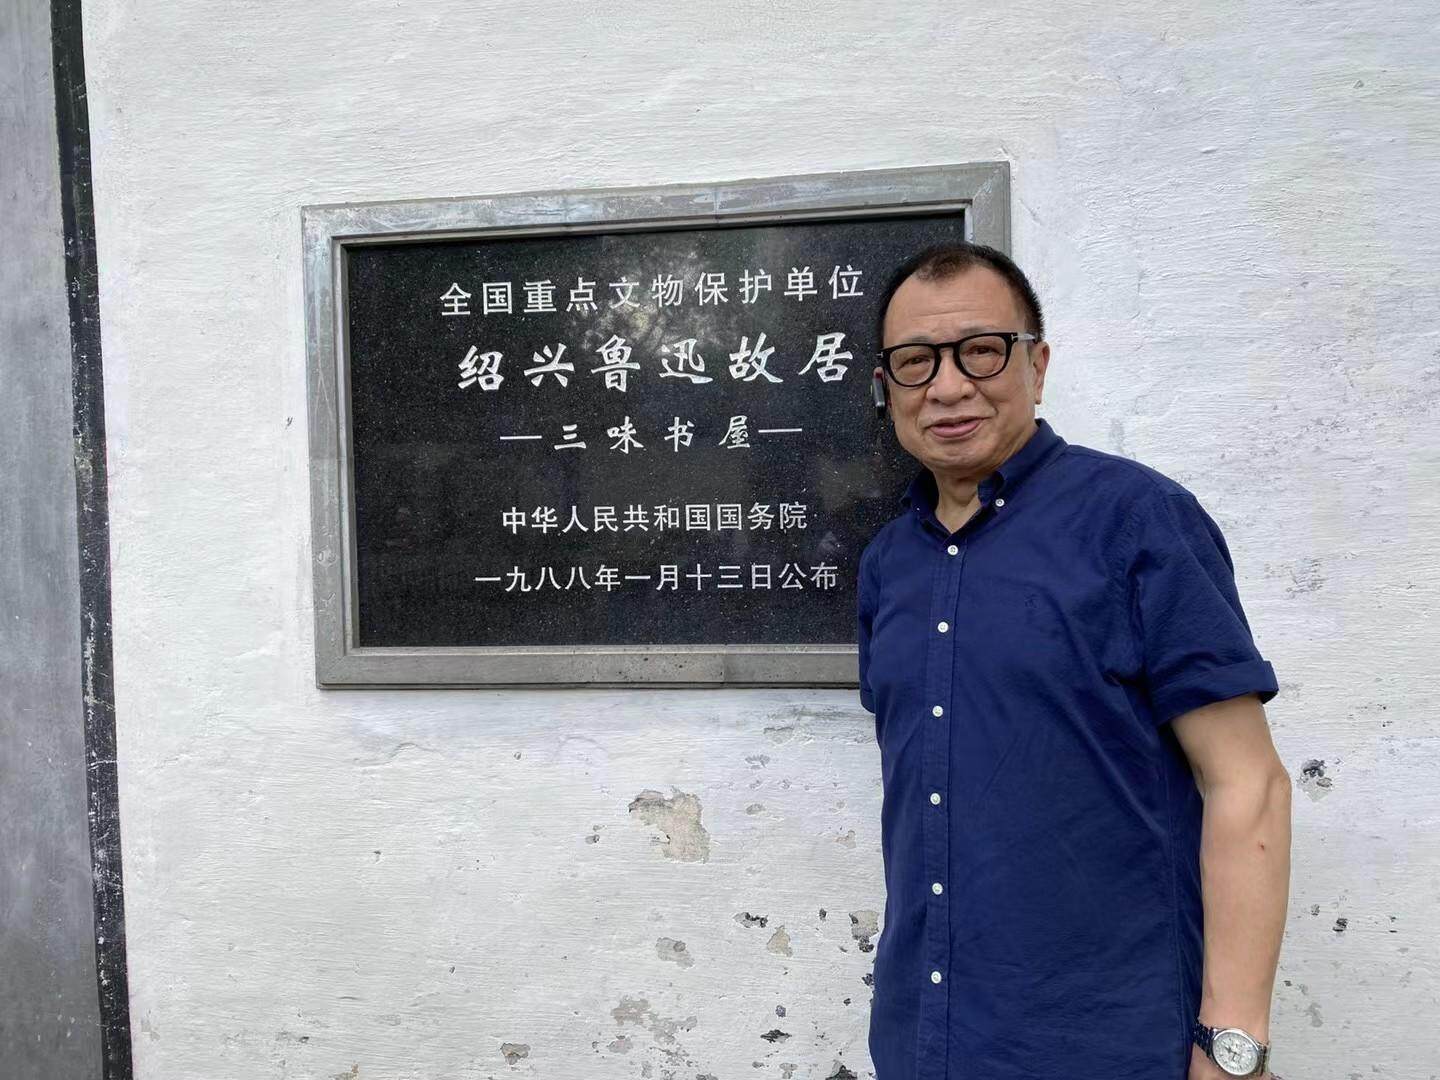 全国重点文物保护单位
绍兴鲁迅故居
—三味书屋—
中华人民共和国国务院
一九八八年一月十三日公布